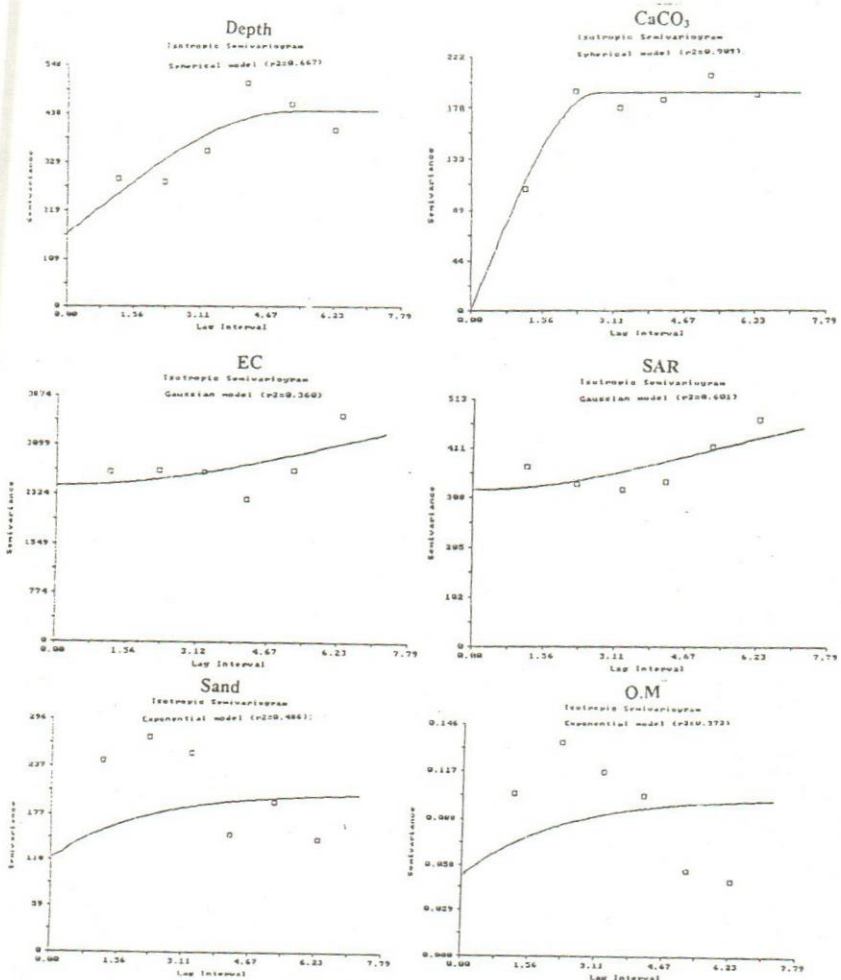 Depth
Isotropic Semivariogram
Spherical model (r2=0.667)
548
438
329
219
109
0
Semivariance
0.00 1.56 3.11 4.67 6.23 7.79
Lag Interval
CaCO₃
Isotropic Semivariogram
Spherical model (r2=0.905)
222
178
133
89
44
0
Semivariance
0.00 1.56 3.11 4.67 6.23 7.79
Lag Interval
EC
Isotropic Semivariogram
Gaussian model (r2=0.360)
3874
3099
2324
1549
774
0
Semivariance
0.00 1.56 3.12 4.67 6.23 7.79
Lag Interval
SAR
Isotropic Semivariogram
Gaussian model (r2=0.601)
513
411
308
205
102
0
Semivariance
0.00 1.56 3.11 4.67 6.23 7.79
Lag Interval
Sand
Isotropic Semivariogram
Exponential model (r2=0.486)
296
237
177
118
59
0
Semivariance
0.00 1.56 3.11 4.67 6.23 7.79
Lag Interval
O.M
Isotropic Semivariogram
Exponential model (r2=0.372)
0.146
0.117
0.088
0.058
0.029
0.000
Semivariance
0.00 1.56 3.11 4.67 6.23 7.79
Lag Interval